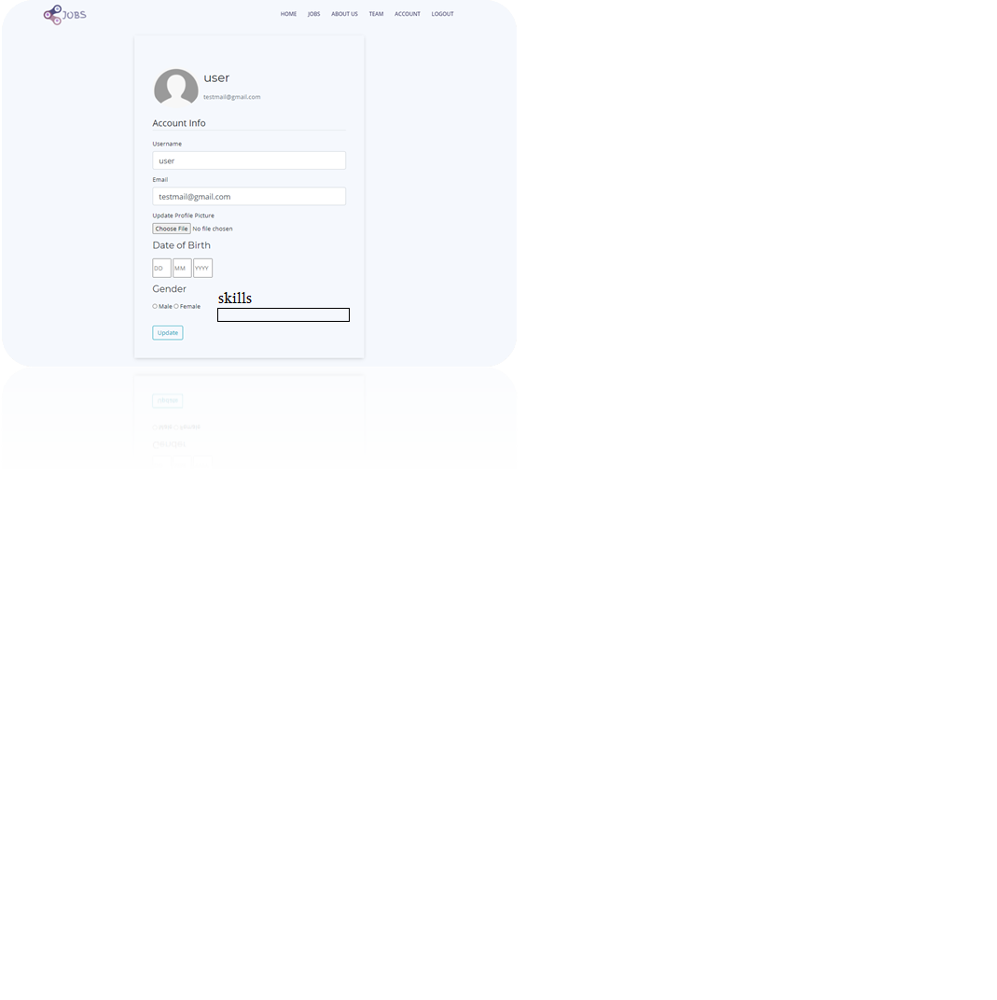 JOBS
HOME JOBS ABOUT US TEAM ACCOUNT LOGOUT
user
testmail@gmail.com
Account Info
Username
user
Email
testmail@gmail.com
Update Profile Picture
Choose File No file chosen
Date of Birth
DD MM YYYY
Gender
skills
Male Female
Update